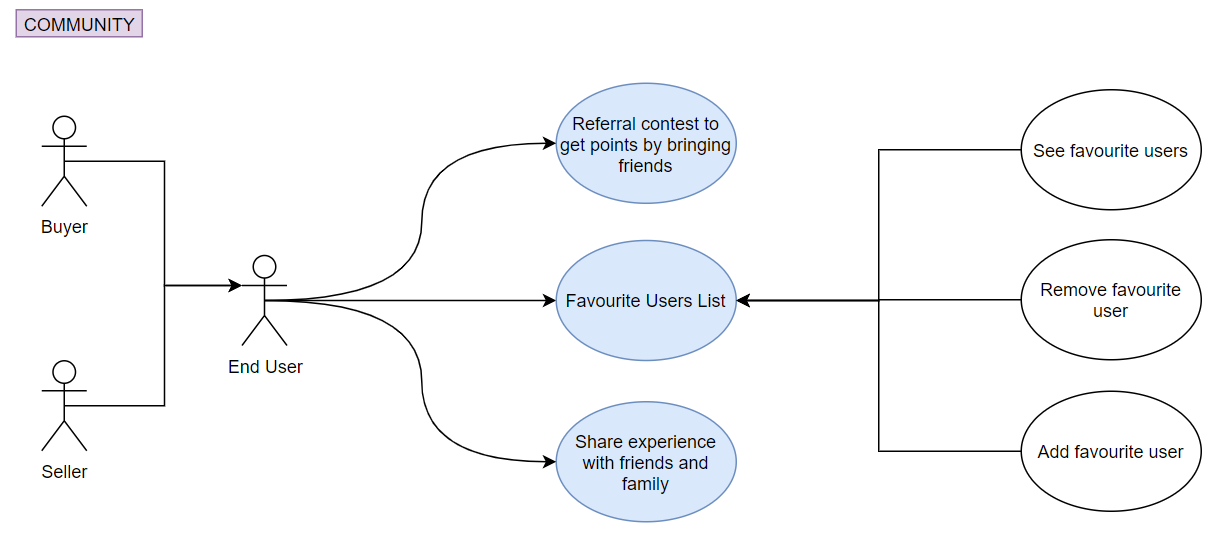 COMMUNITY
Buyer
Seller
End User
Referral contest to
get points by bringing
friends
Favourite Users List
Share experience
with friends and
family
See favourite users
Remove favourite
user
Add favourite user